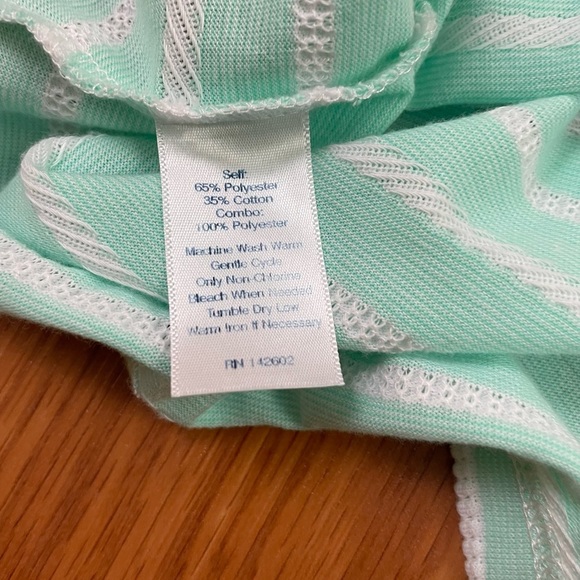 Self:
65% Polyester
35% Cotton
Combo:
100% Polyester
Machine Wash Warm
Gentle Cycle
Only Non-Chlorine
Bleach When Needed
Tumble Dry Low
Warm Iron If Necessary
RN 142602